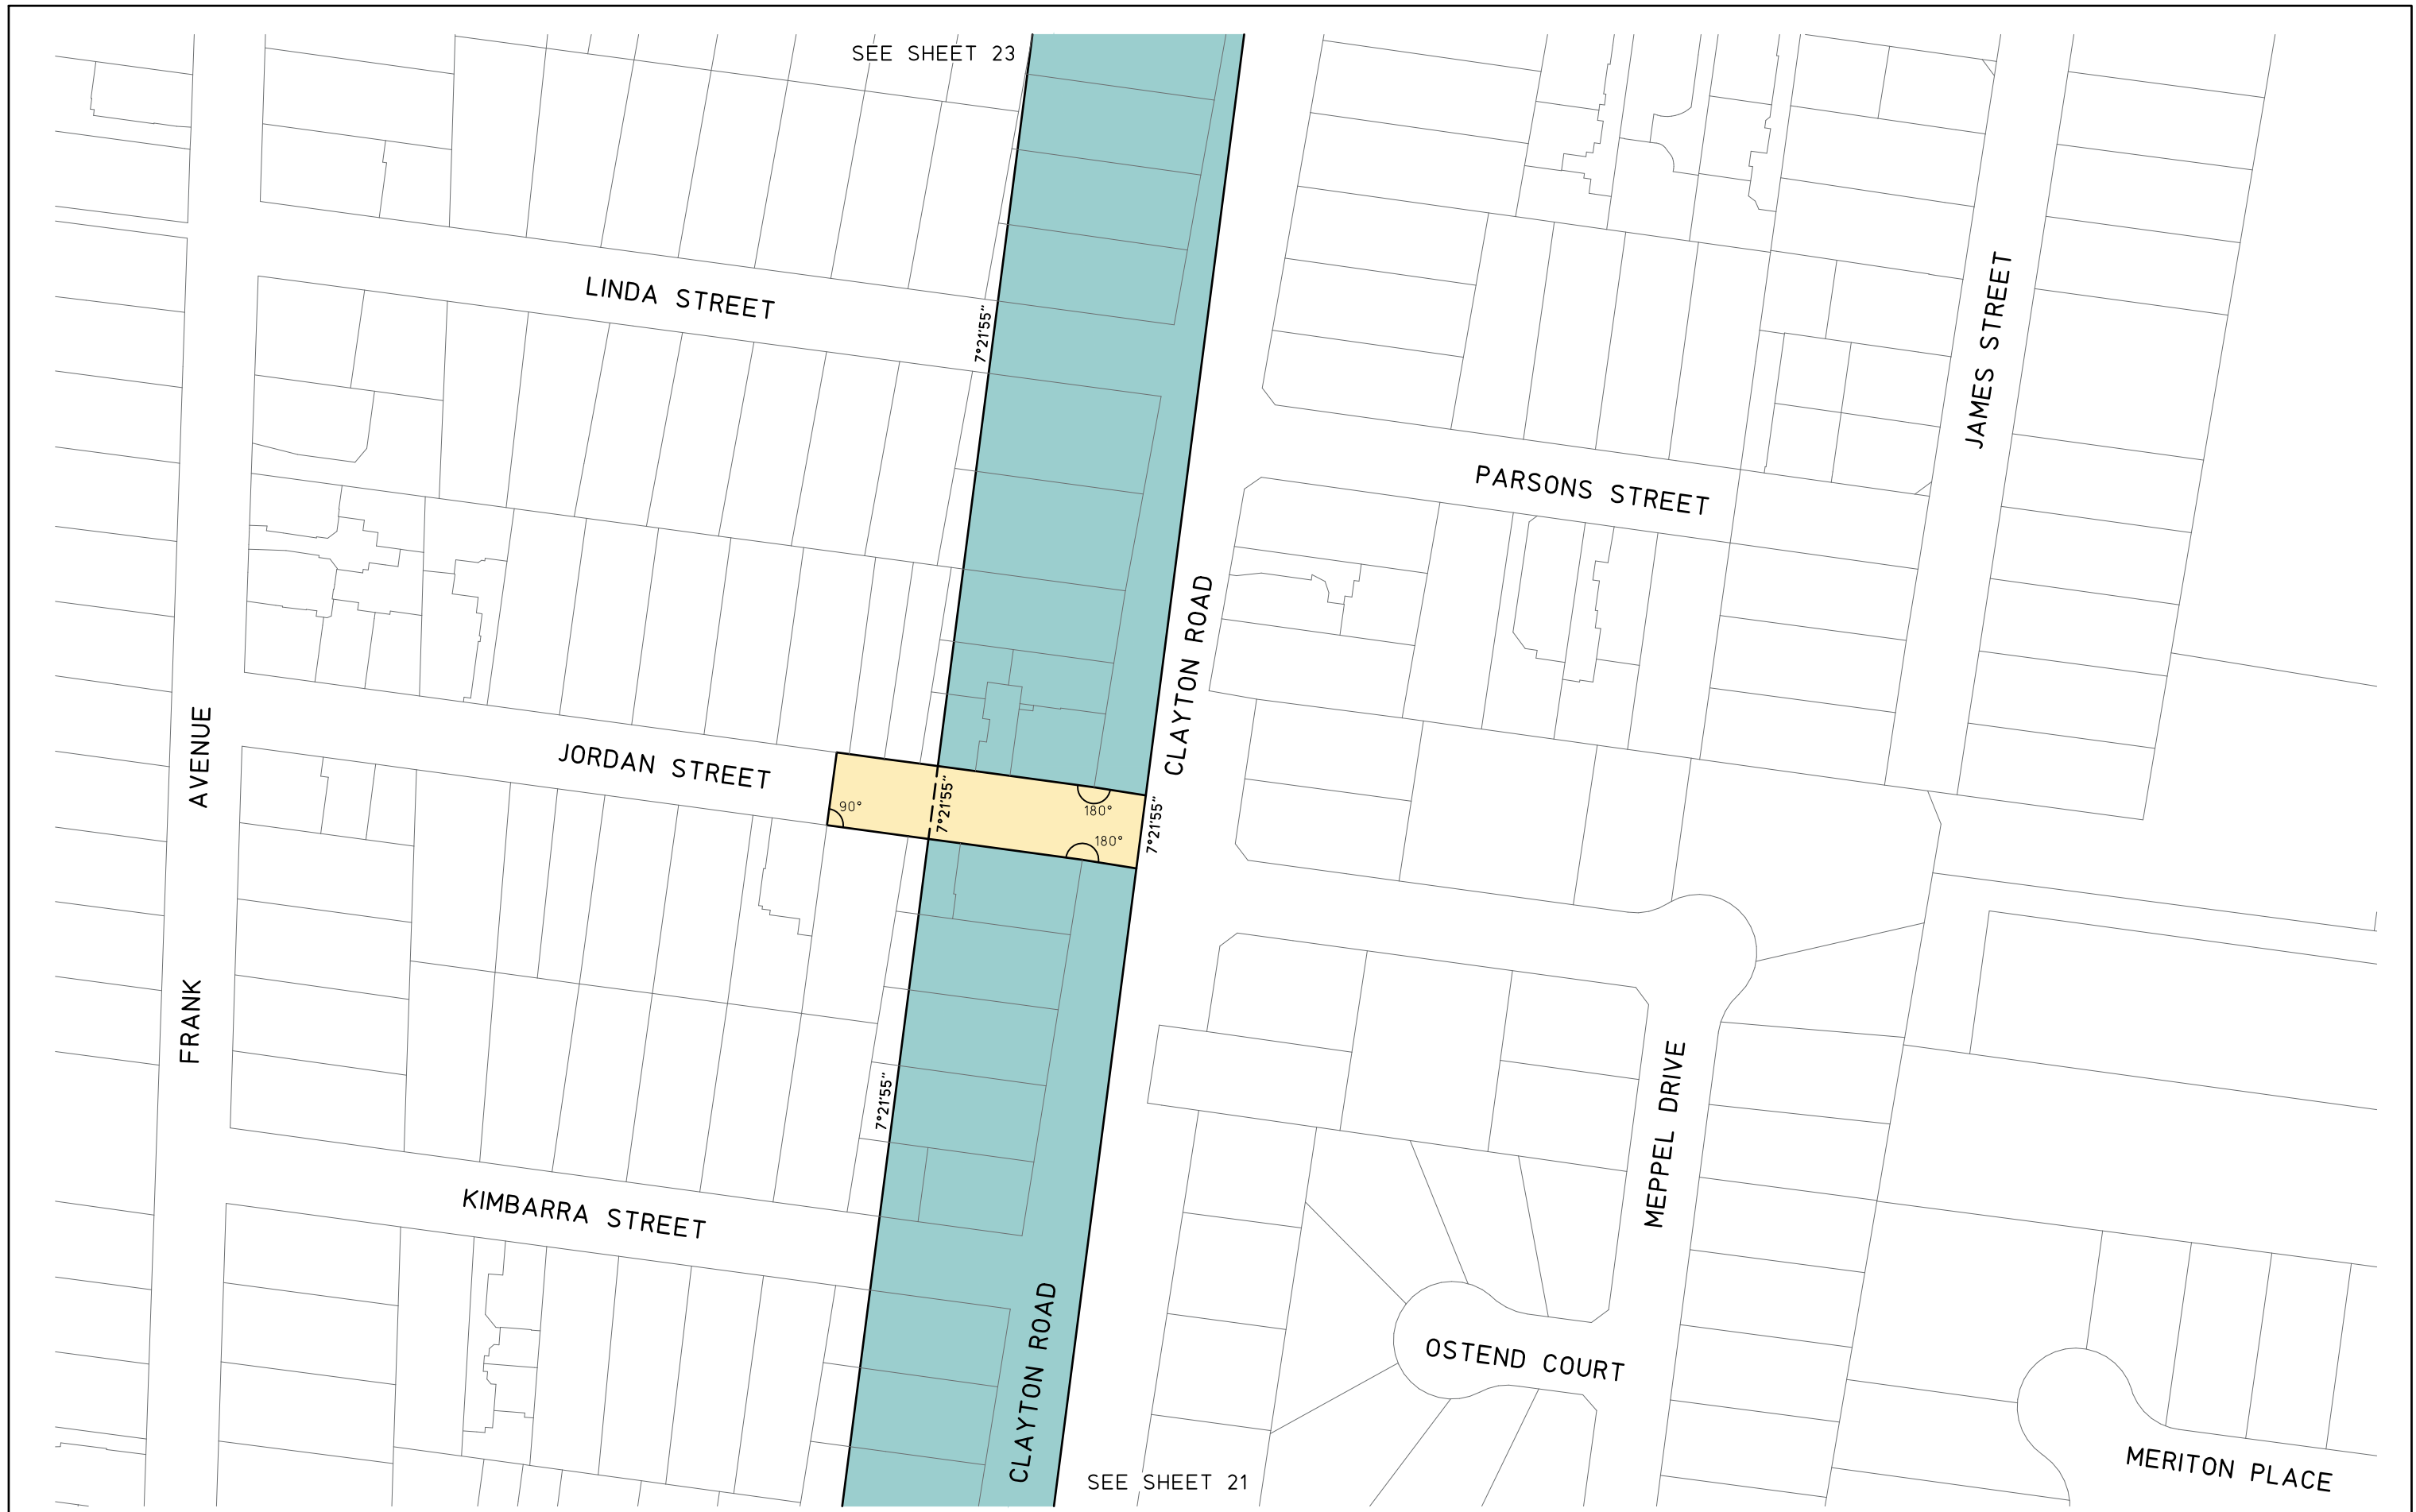 SEE SHEET 23
LINDA STREET
7°21'55"
JAMES STREET
PARSONS STREET
CLAYTON ROAD
AVENUE
JORDAN STREET
90°
7°21'55"
180°
180°
7°21'55"
FRANK
7°21'55"
MEPPEL DRIVE
KIMBARRA STREET
CLAYTON ROAD
OSTEND COURT
SEE SHEET 21
MERITON PLACE